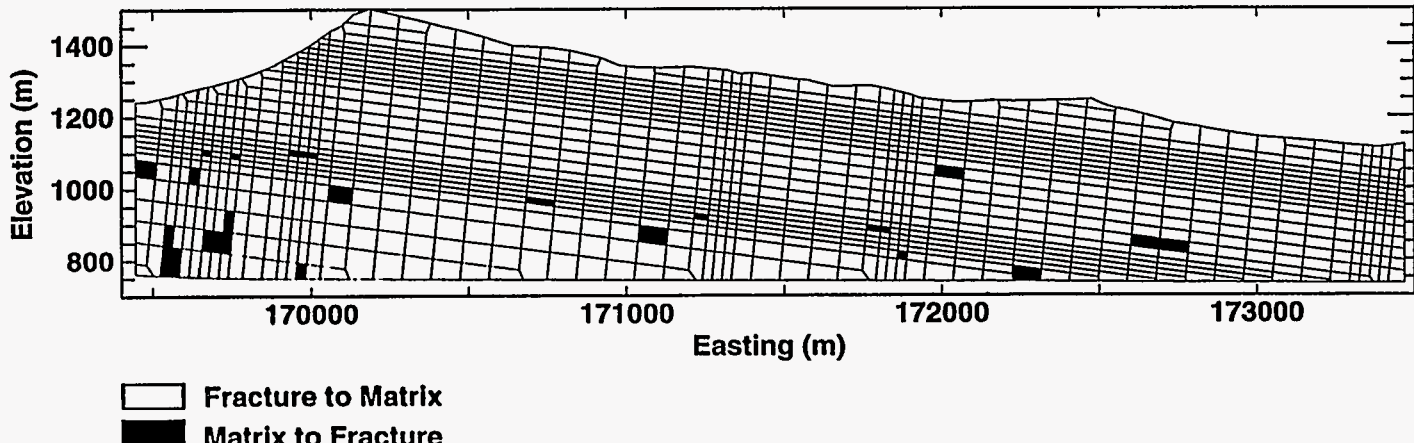 1400
1200
1000
800
Elevation (m)
170000 171000 172000 173000
Easting (m)
Fracture to Matrix
Matrix to Fracture